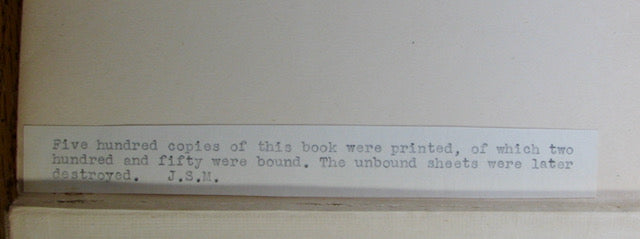 Five hundred copies of this book were printed, of which two
hundred and fifty were bound. The unbound sheets were later
destroyed. J.S.M.